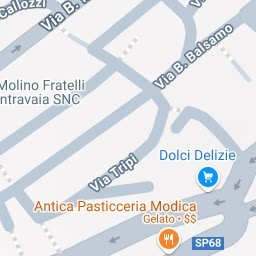 Callozzi
Via B.
Via B. Balsamo
Molino Fratelli
ntravaia SNC
Dolci Delizie
Via Tripi
Antica Pasticceria Modica
Gelato • $$
SP68